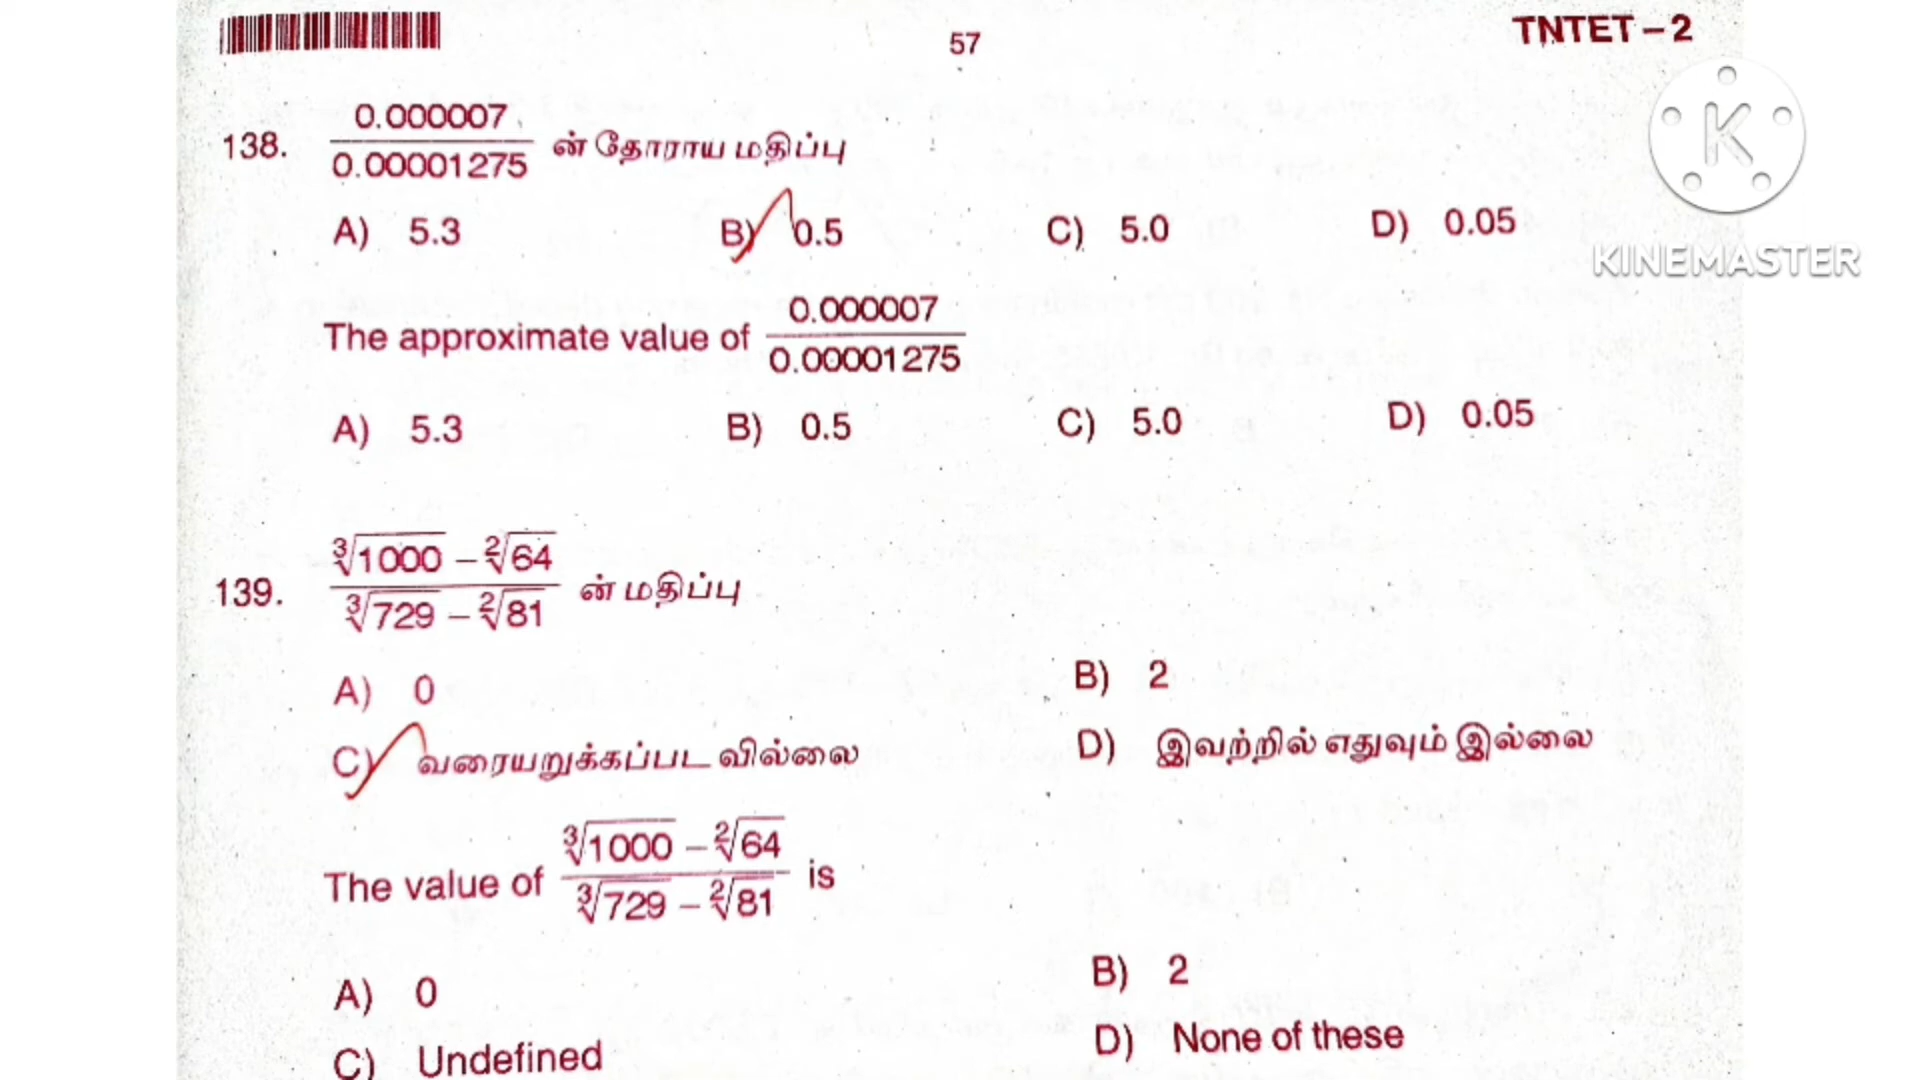 57
TNTET – 2
138. 0.000007 / 0.00001275 ன் தோராய மதிப்பு
A) 5.3 B) 0.5 C) 5.0 D) 0.05
KINEMASTER
The approximate value of 0.000007 / 0.00001275
A) 5.3 B) 0.5 C) 5.0 D) 0.05
139. (∛1000 – ²√64) / (∛729 – ²√81) ன் மதிப்பு
A) 0 B) 2
C) வரையறுக்கப்பட வில்லை D) இவற்றில் எதுவும் இல்லை
The value of (∛1000 – ²√64) / (∛729 – ²√81) is
A) 0 B) 2
C) Undefined D) None of these